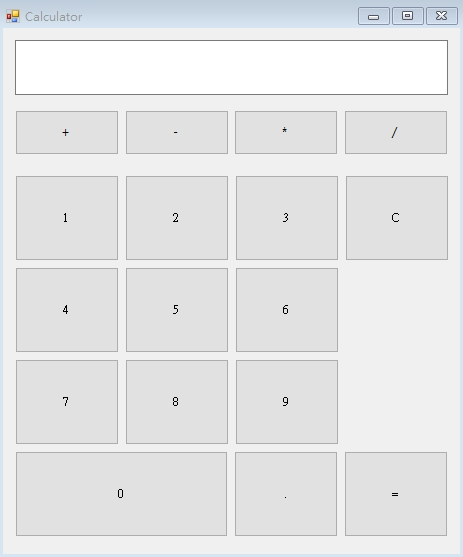 Calculator
+ - * /
1 2 3 C
4 5 6
7 8 9
0 . =